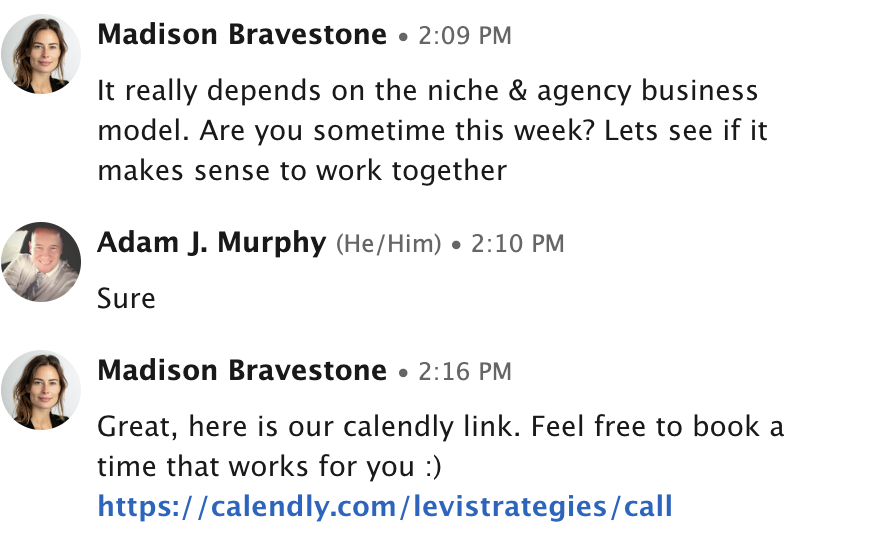 Madison Bravestone • 2:09 PM
It really depends on the niche & agency business
model. Are you sometime this week? Lets see if it
makes sense to work together
Adam J. Murphy (He/Him) • 2:10 PM
Sure
Madison Bravestone • 2:16 PM
Great, here is our calendly link. Feel free to book a
time that works for you :)
https://calendly.com/levistrategies/call